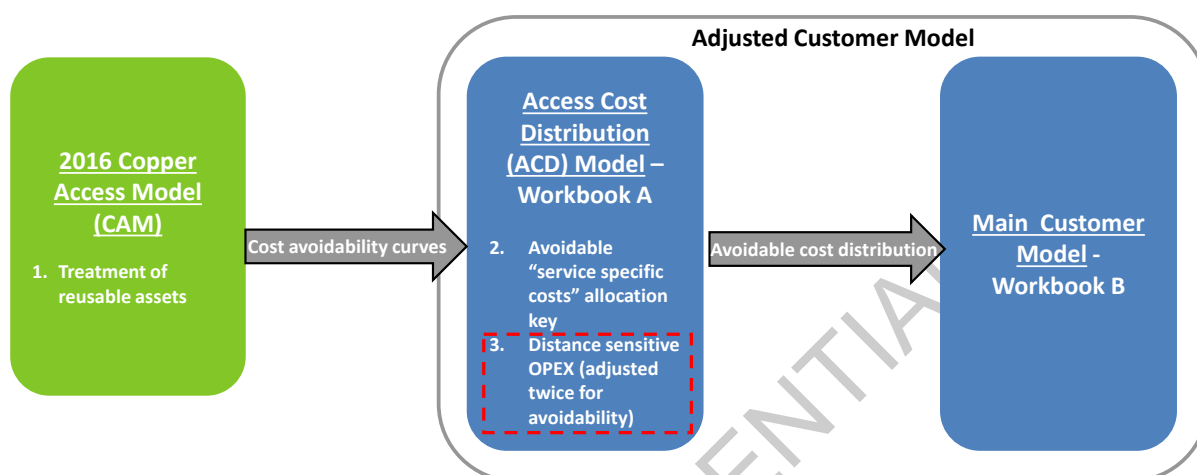 Adjusted Customer Model
2016 Copper
Access Model
(CAM)
1. Treatment of
reusable assets
Cost avoidability curves
Access Cost
Distribution
(ACD) Model –
Workbook A
2. Avoidable
“service specific
costs” allocation
key
3. Distance sensitive
OPEX (adjusted
twice for
avoidability)
Avoidable cost distribution
Main Customer
Model -
Workbook B